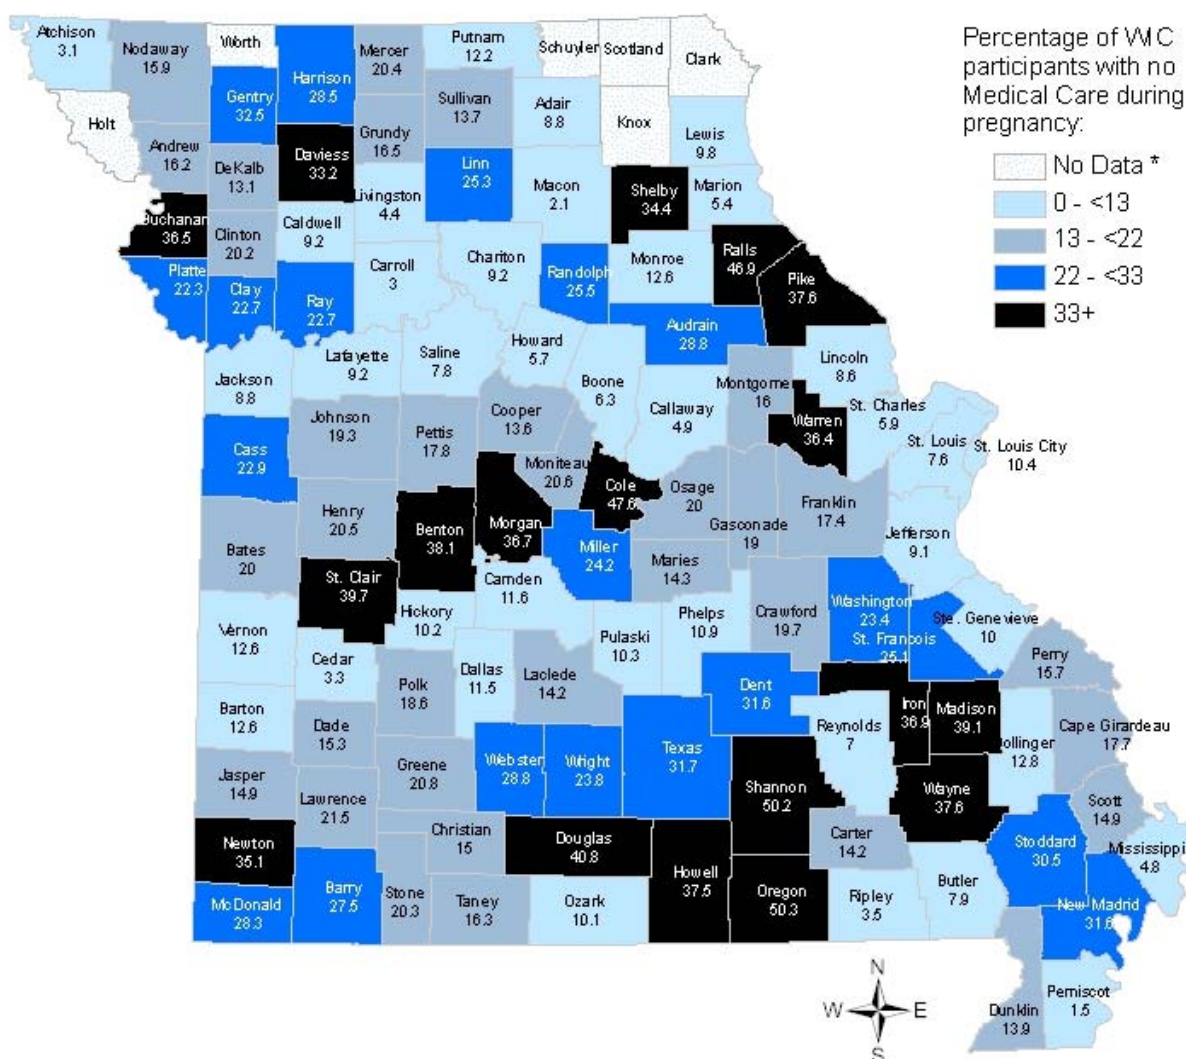 Percentage of WIC
participants with no
Medical Care during
pregnancy:
No Data *
0 - <13
13 - <22
22 - <33
33+
Atchison
3.1
Nodaway
15.9
Worth
Harrison
28.5
Mercer
20.4
Putnam
12.2
Schuyler
Scotland
Clark
Holt
Gentry
32.5
Sullivan
13.7
Adair
8.8
Knox
Lewis
9.8
Andrew
16.2
DeKalb
13.1
Daviess
33.2
Grundy
16.5
Linn
25.3
Macon
2.1
Shelby
34.4
Marion
5.4
Livingston
4.4
Buchanan
36.5
Clinton
20.2
Caldwell
9.2
Chariton
9.2
Randolph
25.5
Monroe
12.6
Ralls
46.9
Pike
37.6
Platte
22.3
Clay
22.7
Ray
22.7
Carroll
3
Audrain
28.8
Jackson
8.8
Lafayette
9.2
Saline
7.8
Howard
5.7
Boone
6.3
Callaway
4.9
Montgome
16
Lincoln
8.6
Warren
36.4
St. Charles
5.9
St. Louis
7.6
St. Louis City
10.4
Cass
22.9
Johnson
19.3
Pettis
17.8
Cooper
13.6
Moniteau
20.6
Cole
47.6
Osage
20
Gasconade
19
Franklin
17.4
Jefferson
9.1
Bates
20
Henry
20.5
Benton
38.1
Morgan
36.7
Miller
24.2
Maries
14.3
St. Clair
39.7
Hickory
10.2
Camden
11.6
Pulaski
10.3
Phelps
10.9
Crawford
19.7
Washington
23.4
St. Francois
25.1
Ste. Genevieve
10
Perry
15.7
Vernon
12.6
Cedar
3.3
Polk
18.6
Dallas
11.5
Laclede
14.2
Dent
31.6
Iron
36.9
Madison
39.1
Reynolds
7
Bollinger
12.8
Cape Girardeau
17.7
Barton
12.6
Dade
15.3
Greene
20.8
Webster
28.8
Wright
23.8
Texas
31.7
Shannon
50.2
Wayne
37.6
Scott
14.9
Jasper
14.9
Lawrence
21.5
Christian
15
Douglas
40.8
Howell
37.5
Carter
14.2
Stoddard
30.5
Mississippi
4.8
Newton
35.1
McDonald
28.3
Barry
27.5
Stone
20.3
Taney
16.3
Ozark
10.1
Oregon
50.3
Ripley
3.5
Butler
7.9
New Madrid
31.6
Dunklin
13.9
Pemiscot
1.5
N
W
E
S